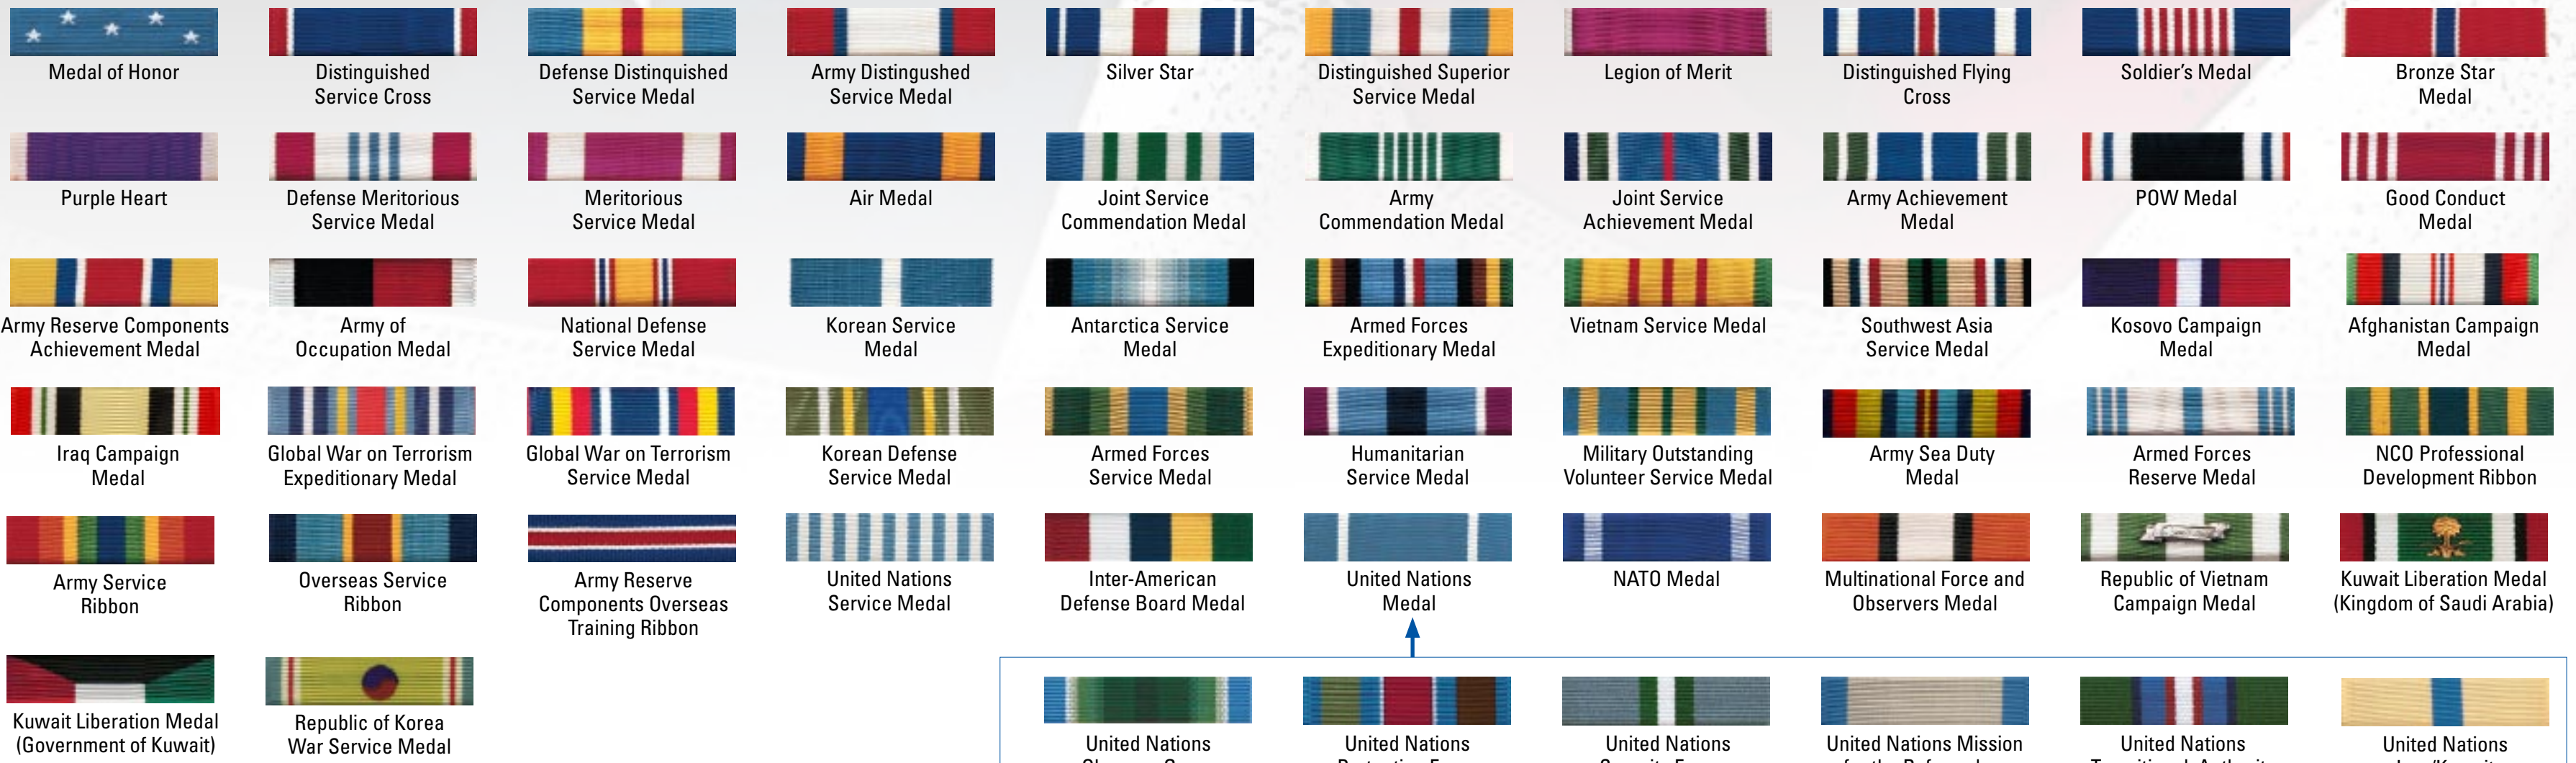 Medal of Honor
Distinguished
Service Cross
Defense Distinquished
Service Medal
Army Distingushed
Service Medal
Silver Star
Distinguished Superior
Service Medal
Legion of Merit
Distinguished Flying
Cross
Soldier's Medal
Bronze Star
Medal
Purple Heart
Defense Meritorious
Service Medal
Meritorious
Service Medal
Air Medal
Joint Service
Commendation Medal
Army
Commendation Medal
Joint Service
Achievement Medal
Army Achievement
Medal
POW Medal
Good Conduct
Medal
Army Reserve Components
Achievement Medal
Army of
Occupation Medal
National Defense
Service Medal
Korean Service
Medal
Antarctica Service
Medal
Armed Forces
Expeditionary Medal
Vietnam Service Medal
Southwest Asia
Service Medal
Kosovo Campaign
Medal
Afghanistan Campaign
Medal
Iraq Campaign
Medal
Global War on Terrorism
Expeditionary Medal
Global War on Terrorism
Service Medal
Korean Defense
Service Medal
Armed Forces
Service Medal
Humanitarian
Service Medal
Military Outstanding
Volunteer Service Medal
Army Sea Duty
Medal
Armed Forces
Reserve Medal
NCO Professional
Development Ribbon
Army Service
Ribbon
Overseas Service
Ribbon
Army Reserve
Components Overseas
Training Ribbon
United Nations
Service Medal
Inter-American
Defense Board Medal
United Nations
Medal
NATO Medal
Multinational Force and
Observers Medal
Republic of Vietnam
Campaign Medal
Kuwait Liberation Medal
(Kingdom of Saudi Arabia)
Kuwait Liberation Medal
(Government of Kuwait)
Republic of Korea
War Service Medal
United Nations
United Nations
United Nations
United Nations Mission
United Nations
United Nations